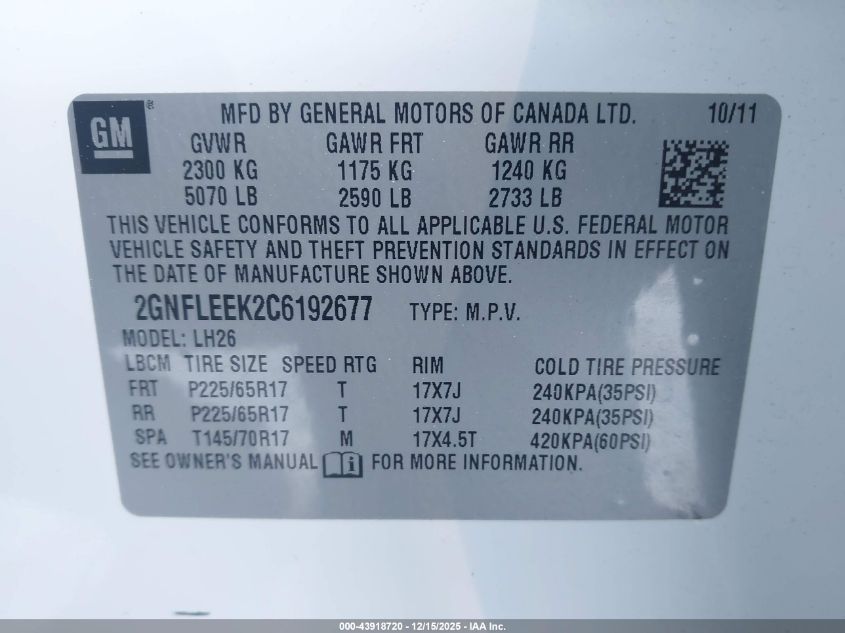 GM ® MFD BY GENERAL MOTORS OF CANADA LTD. 10/11
GVWR GAWR FRT GAWR RR
2300 KG 1175 KG 1240 KG
5070 LB 2590 LB 2733 LB
THIS VEHICLE CONFORMS TO ALL APPLICABLE U.S. FEDERAL MOTOR
VEHICLE SAFETY AND THEFT PREVENTION STANDARDS IN EFFECT ON
THE DATE OF MANUFACTURE SHOWN ABOVE.
2GNFLEEK2C6192677 TYPE: M.P.V.
MODEL: LH26
LBCM TIRE SIZE SPEED RTG RIM COLD TIRE PRESSURE
FRT P225/65R17 T 17X7J 240KPA(35PSI)
RR P225/65R17 T 17X7J 240KPA(35PSI)
SPA T145/70R17 M 17X4.5T 420KPA(60PSI)
SEE OWNER'S MANUAL FOR MORE INFORMATION.
000-43918720 - 12/15/2025 - IAA Inc.